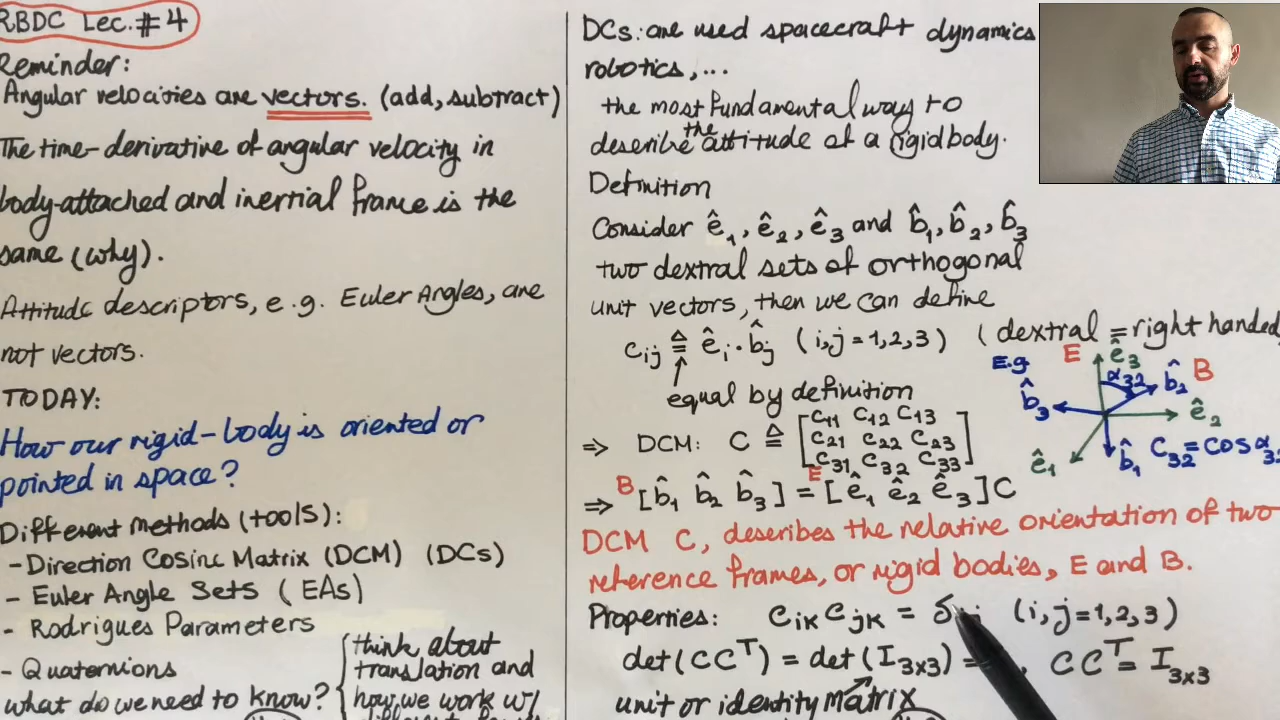 RBDC Lec. #4
Reminder:
Angular velocities are vectors. (add, subtract)
The time-derivative of angular velocity in
body-attached and inertial frame is the
same (why).
Attitude descriptors, e.g. Euler Angles, are
not vectors.
TODAY:
How our rigid-body is oriented or
pointed in space?
Different methods (tools):
- Direction Cosine Matrix (DCM) (DCs)
- Euler Angle Sets (EAs)
- Rodrigues Parameters
- Quaternions
what do we need to know?
think about
translation and
how we work w/
DCs: are used spacecraft dynamics
robotics, ...
the most fundamental way to
describe the attitude of a rigid body.
Definition
Consider ê₁, ê₂, ê₃ and b̂₁, b̂₂, b̂₃
two dextral sets of orthogonal
unit vectors, then we can define
cᵢⱼ ≜ êᵢ · b̂ⱼ (i,j = 1,2,3) (dextral = right handed
equal by definition
E.g E ê₃ α₃₂ b̂₂ B
b̂₃ ê₂
ê₁ b̂₁ C₃₂ = cos α₃₂
⇒ DCM: C ≜ [c₁₁ c₁₂ c₁₃
c₂₁ c₂₂ c₂₃
c₃₁ c₃₂ c₃₃]
⇒ B [b̂₁ b̂₂ b̂₃] = E [ê₁ ê₂ ê₃] C
DCM C, describes the relative orientation of two
reference frames, or rigid bodies, E and B.
Properties: cᵢₖ cⱼₖ = δ (i,j = 1,2,3)
det(CCᵀ) = det(I₃ₓ₃) = , CCᵀ = I₃ₓ₃
unit or identity matrix